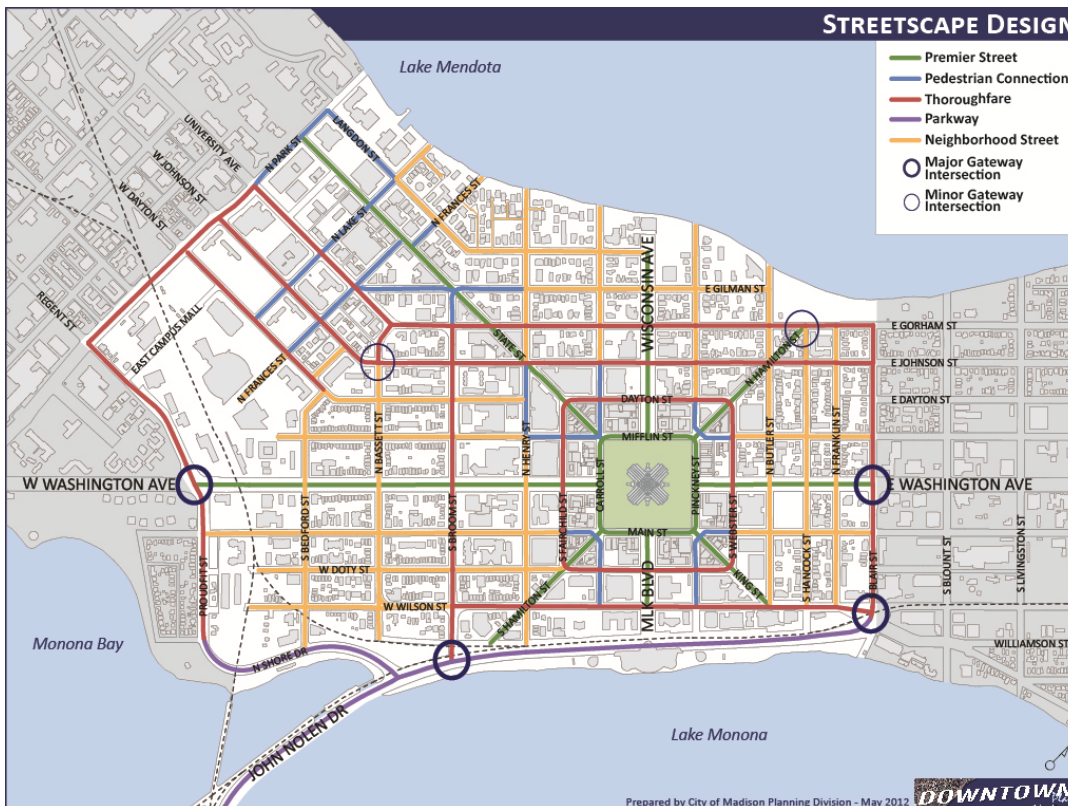 STREETSCAPE DESIGN
Premier Street
Pedestrian Connection
Thoroughfare
Parkway
Neighborhood Street
Major Gateway
Intersection
Minor Gateway
Intersection
Lake Mendota
UNIVERSITY AVE
W JOHNSON ST
W DAYTON ST
N PARK ST
LANGDON ST
N LAKE ST
N FRANCES ST
REGENT ST
EAST CAMPUS MALL
N FRANCES ST
STATE ST
WISCONSIN AVE
E GILMAN ST
N HAMILTON ST
E GORHAM ST
E JOHNSON ST
E DAYTON ST
DAYTON ST
MIFFLIN ST
N BASSETT ST
N HENRY ST
N BUTLER ST
N FRANKLIN ST
W WASHINGTON AVE
E WASHINGTON AVE
CARROLL ST
PINCKNEY ST
MAIN ST
S BEDFORD ST
S BROOM ST
S FAIRCHILD ST
S WEBSTER ST
S HANCOCK ST
S BLAIR ST
S BLOUNT ST
S LIVINGSTON ST
PROUDFIT ST
W DOTY ST
W WILSON ST
S HAMILTON ST
MLK BLVD
KING ST
WILLIAMSON ST
Monona Bay
N SHORE DR
JOHN NOLEN DR
Lake Monona
Prepared by City of Madison Planning Division - May 2012
DOWNTOWN